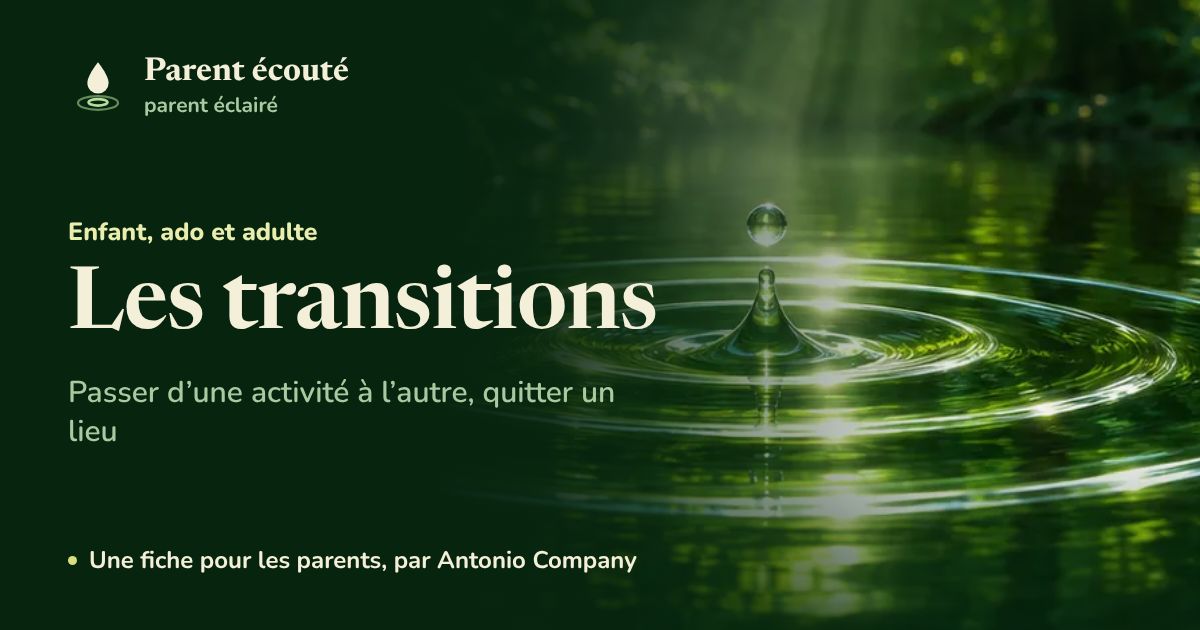 Parent écouté
parent éclairé
Enfant, ado et adulte
Les transitions
Passer d’une activité à l’autre, quitter un
lieu
Une fiche pour les parents, par Antonio Company